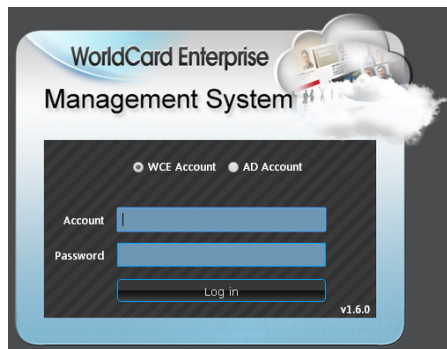 WorldCard Enterprise
Management System
WCE Account AD Account
Account
Password
Log in
v1.6.0